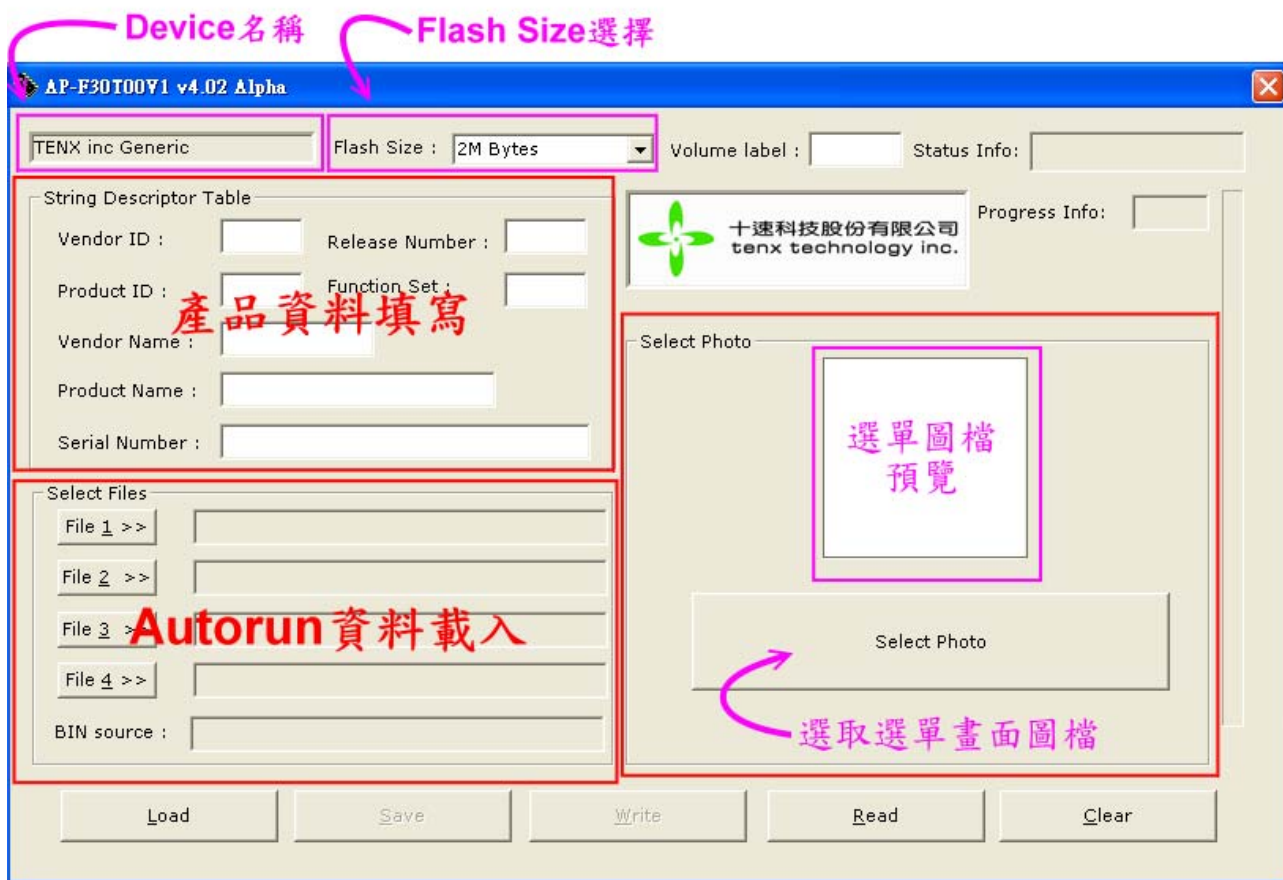 Device名稱
Flash Size選擇
AP-F30T00V1 v4.02 Alpha
TENX inc Generic
Flash Size :
2M Bytes
Volume label :
Status Info:
String Descriptor Table
Vendor ID :
Release Number :
Product ID :
Function Set :
產品資料填寫
Vendor Name :
Product Name :
Serial Number :
十速科技股份有限公司
tenx technology inc.
Progress Info:
Select Photo
選單圖檔
預覽
Select Photo
選取選單畫面圖檔
Select Files
File 1 >>
File 2 >>
File 3 >>
Autorun資料載入
File 4 >>
BIN source :
Load
Save
Write
Read
Clear